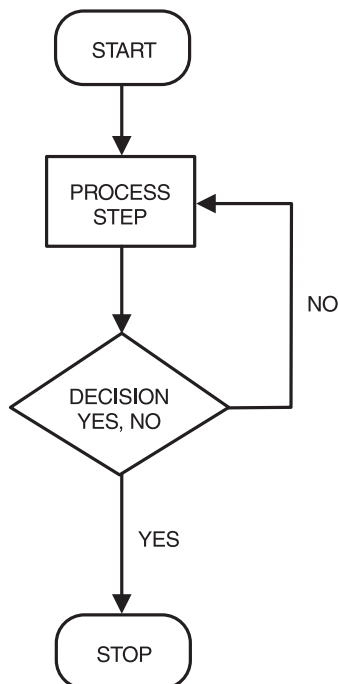 START
PROCESS
STEP
NO
DECISION
YES, NO
YES
STOP